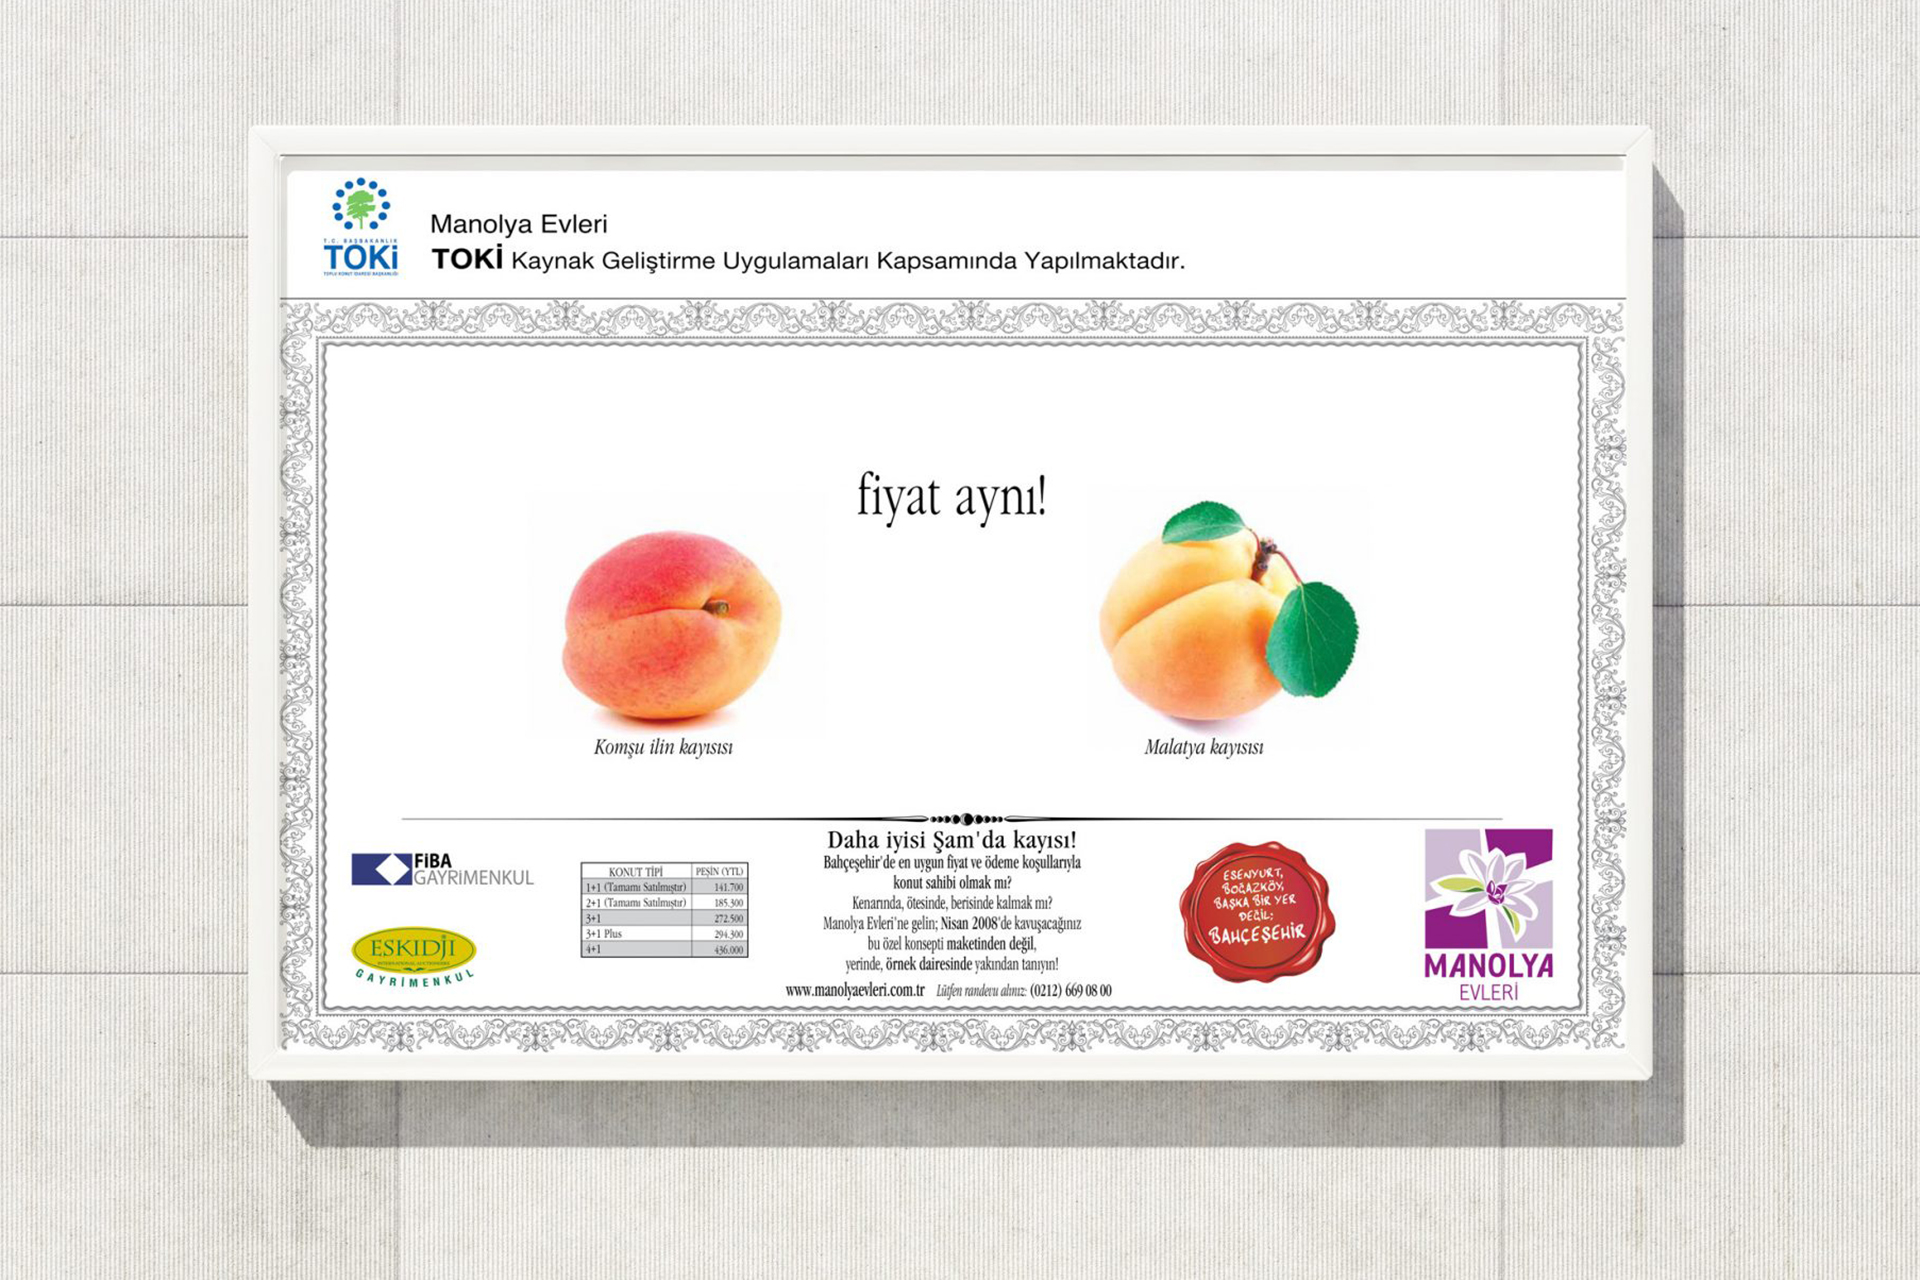 T.C. BAŞBAKANLIK
TOKİ
TOPLU KONUT İDARESİ BAŞKANLIĞI
Manolya Evleri
TOKİ Kaynak Geliştirme Uygulamaları Kapsamında Yapılmaktadır.
fiyat aynı!
Komşu ilin kayısısı
Malatya kayısısı
Daha iyisi Şam'da kayısı!
Bahçeşehir'de en uygun fiyat ve ödeme koşullarıyla
konut sahibi olmak mı?
Kenarında, ötesinde, berisinde kalmak mı?
Manolya Evleri'ne gelin; Nisan 2008'de kavuşacağınız
bu özel konsepti maketinden değil,
yerinde, örnek dairesinde yakından tanıyın!
www.manolyaevleri.com.tr Lütfen randevu alınız: (0212) 669 08 00
FİBA
GAYRİMENKUL
ESKIDJI
INTERNATIONAL AUCTIONEERS
GAYRİMENKUL
KONUT TİPİ PEŞİN (YTL)
1+1 (Tamamı Satılmıştır) 141.700
2+1 (Tamamı Satılmıştır) 185.300
3+1 272.500
3+1 Plus 294.300
4+1 436.000
ESENYURT,
BOĞAZKÖY,
BAŞKA BİR YER
DEĞİL;
BAHÇEŞEHİR
MANOLYA
EVLERİ